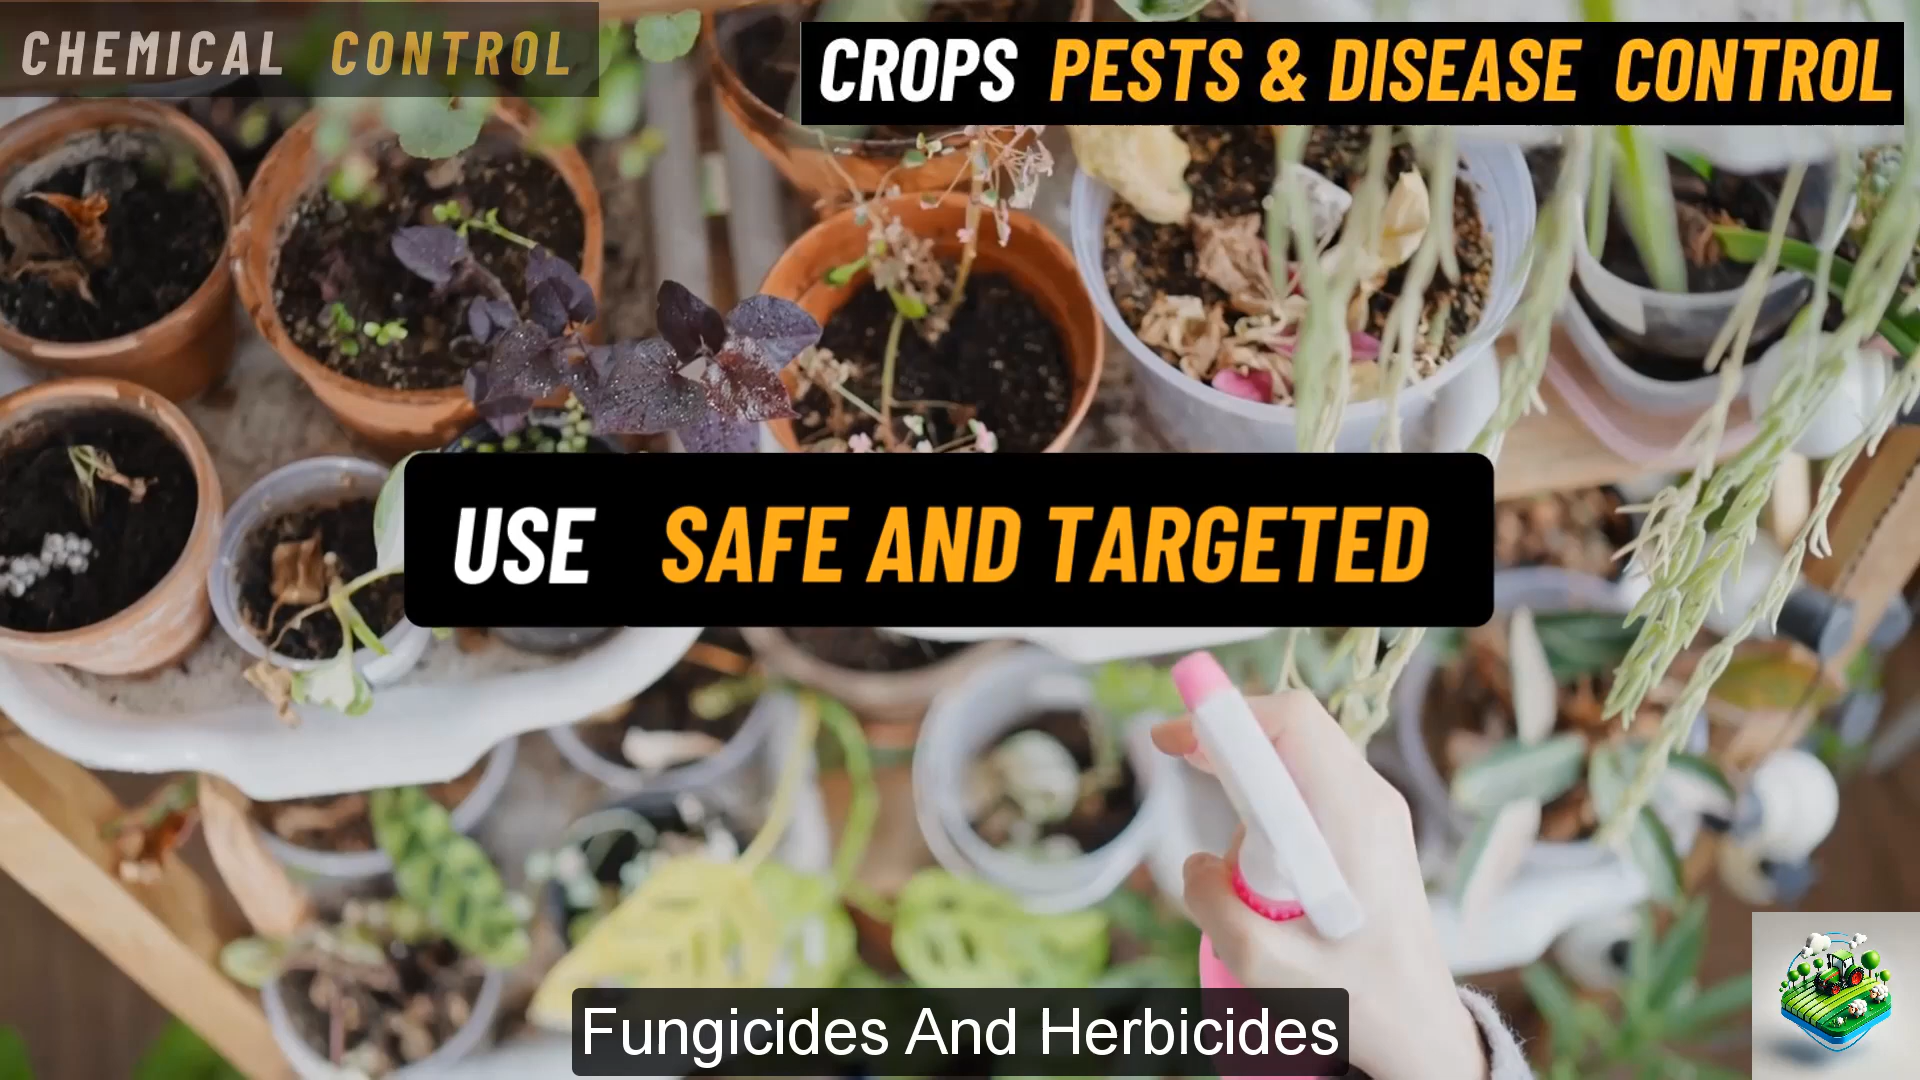 CHEMICAL CONTROL
CROPS PESTS & DISEASE CONTROL
USE SAFE AND TARGETED
Fungicides And Herbicides